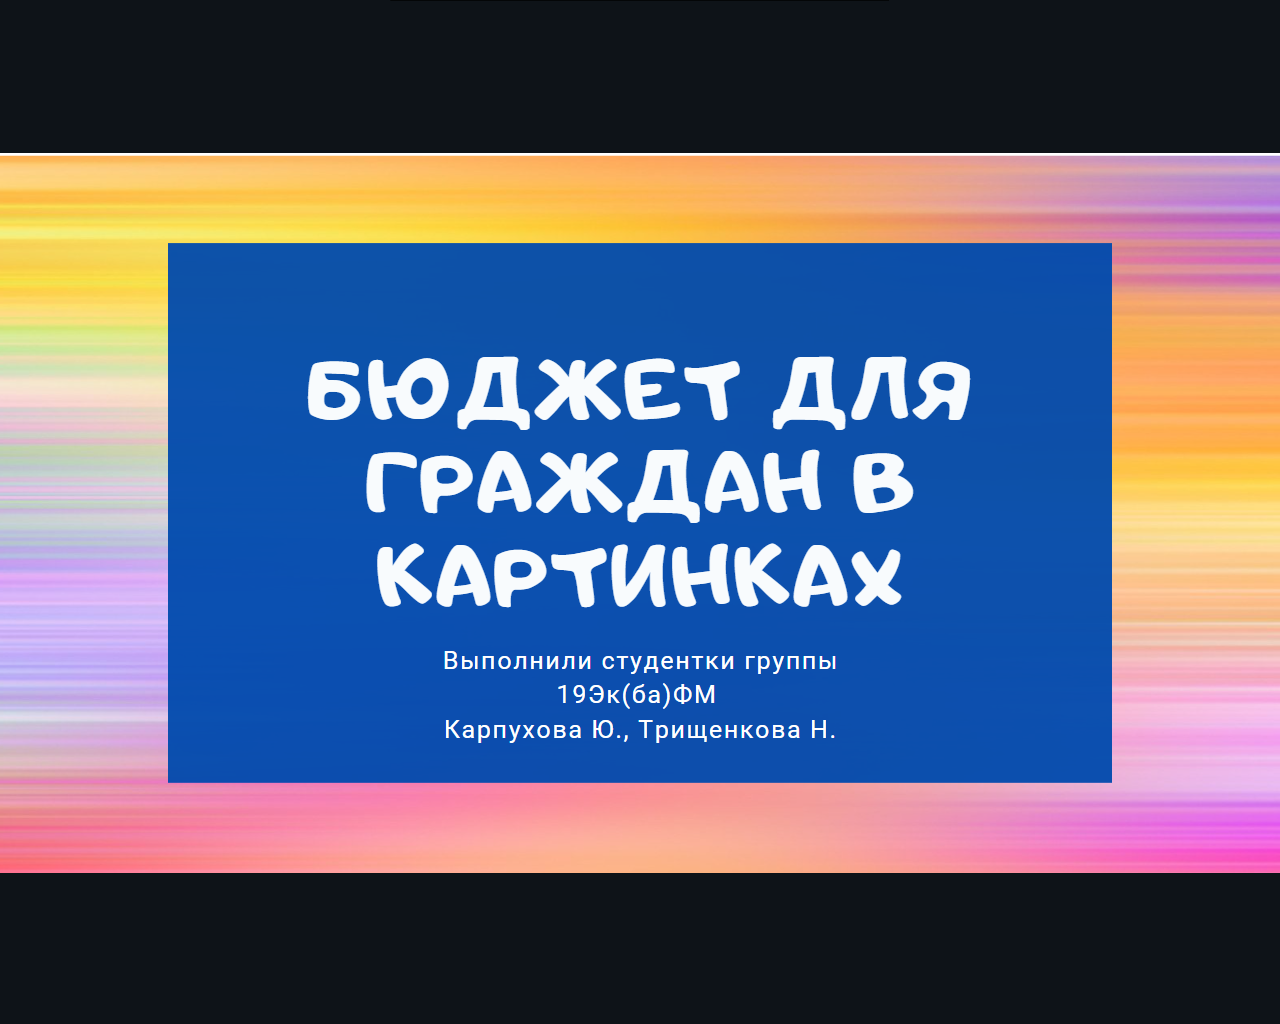 БЮДЖЕТ ДЛЯ
ГРАЖДАН В
КАРТИНКАХ
Выполнили студентки группы
19Эк(ба)ФМ
Карпухова Ю., Трищенкова Н.